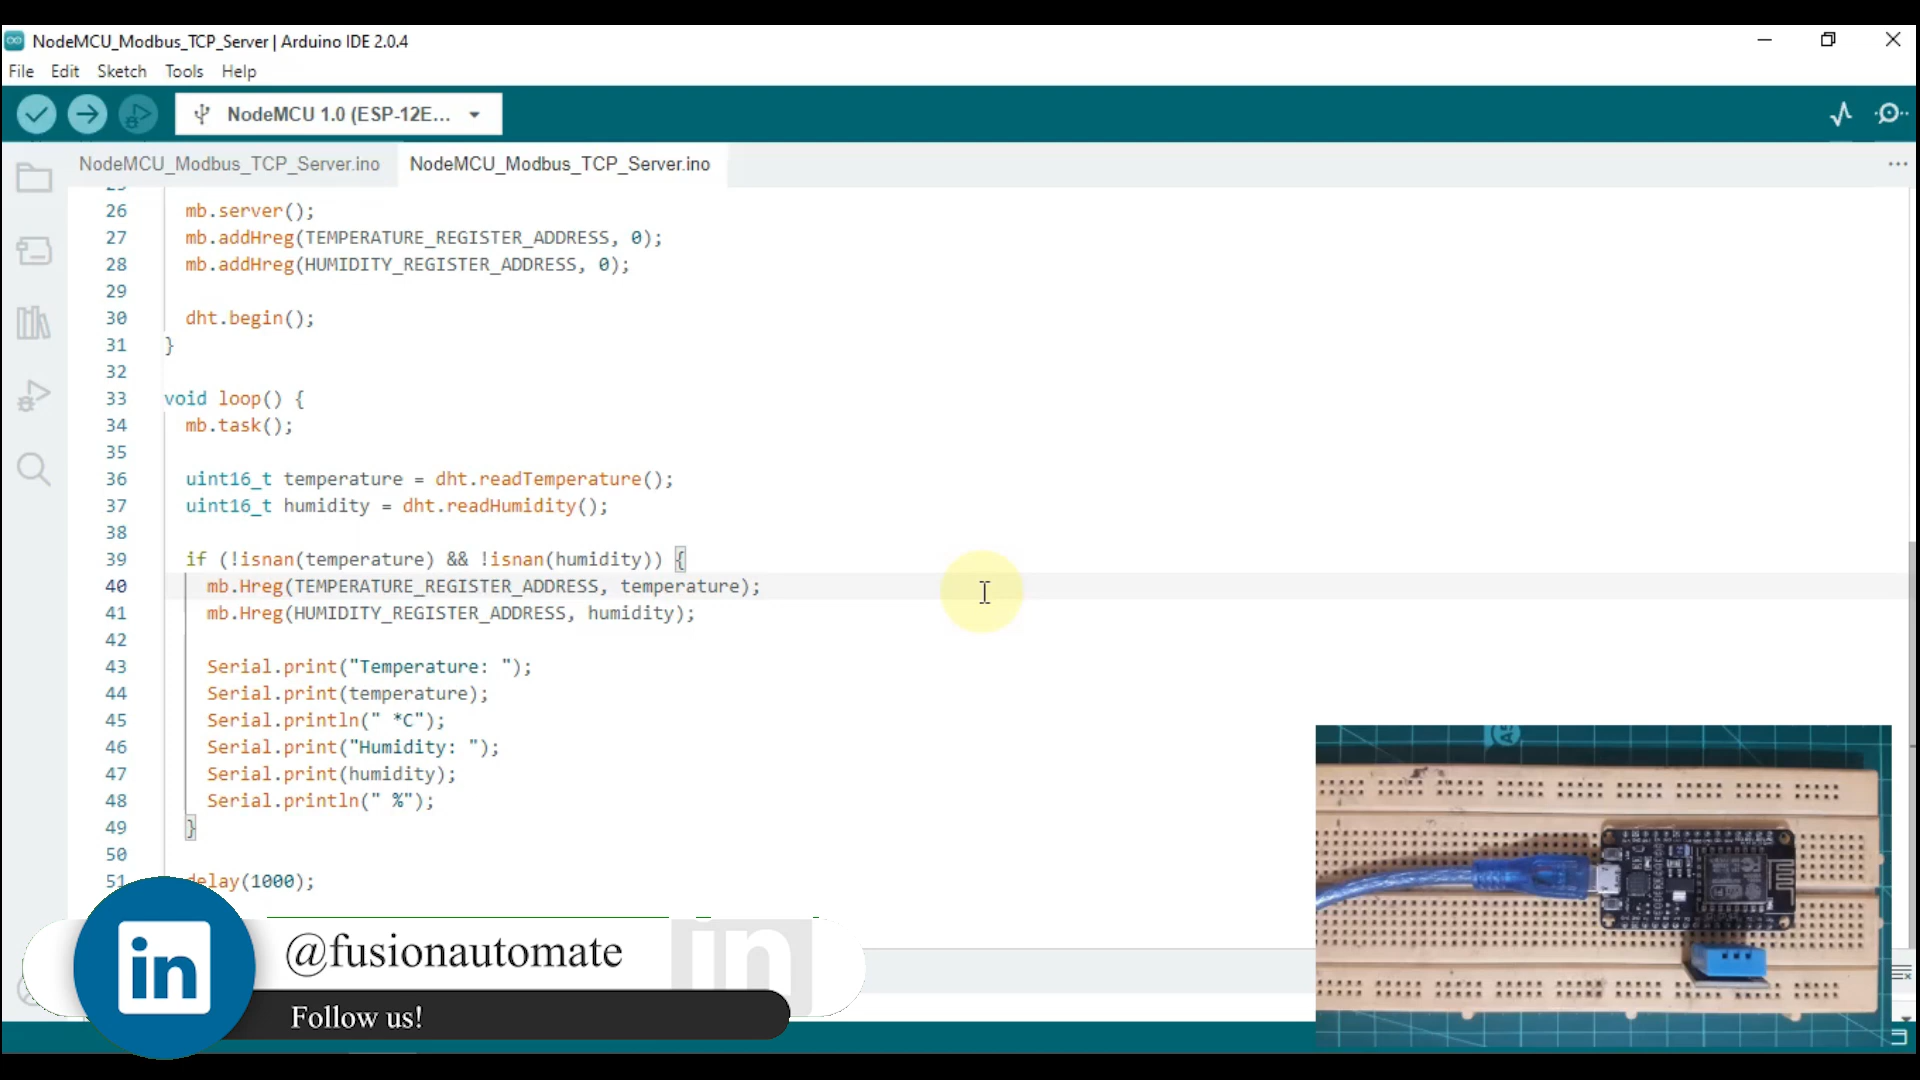 NodeMCU_Modbus_TCP_Server | Arduino IDE 2.0.4
File Edit Sketch Tools Help
NodeMCU 1.0 (ESP-12E...
NodeMCU_Modbus_TCP_Server.ino NodeMCU_Modbus_TCP_Server.ino
26 mb.server();
27 mb.addHreg(TEMPERATURE_REGISTER_ADDRESS, 0);
28 mb.addHreg(HUMIDITY_REGISTER_ADDRESS, 0);
29
30 dht.begin();
31 }
32
33 void loop() {
34 mb.task();
35
36 uint16_t temperature = dht.readTemperature();
37 uint16_t humidity = dht.readHumidity();
38
39 if (!isnan(temperature) && !isnan(humidity)) {
40 mb.Hreg(TEMPERATURE_REGISTER_ADDRESS, temperature);
41 mb.Hreg(HUMIDITY_REGISTER_ADDRESS, humidity);
42
43 Serial.print("Temperature: ");
44 Serial.print(temperature);
45 Serial.println(" *C");
46 Serial.print("Humidity: ");
47 Serial.print(humidity);
48 Serial.println(" %");
49 }
50
51 delay(1000);
in @fusionautomate in
Follow us!